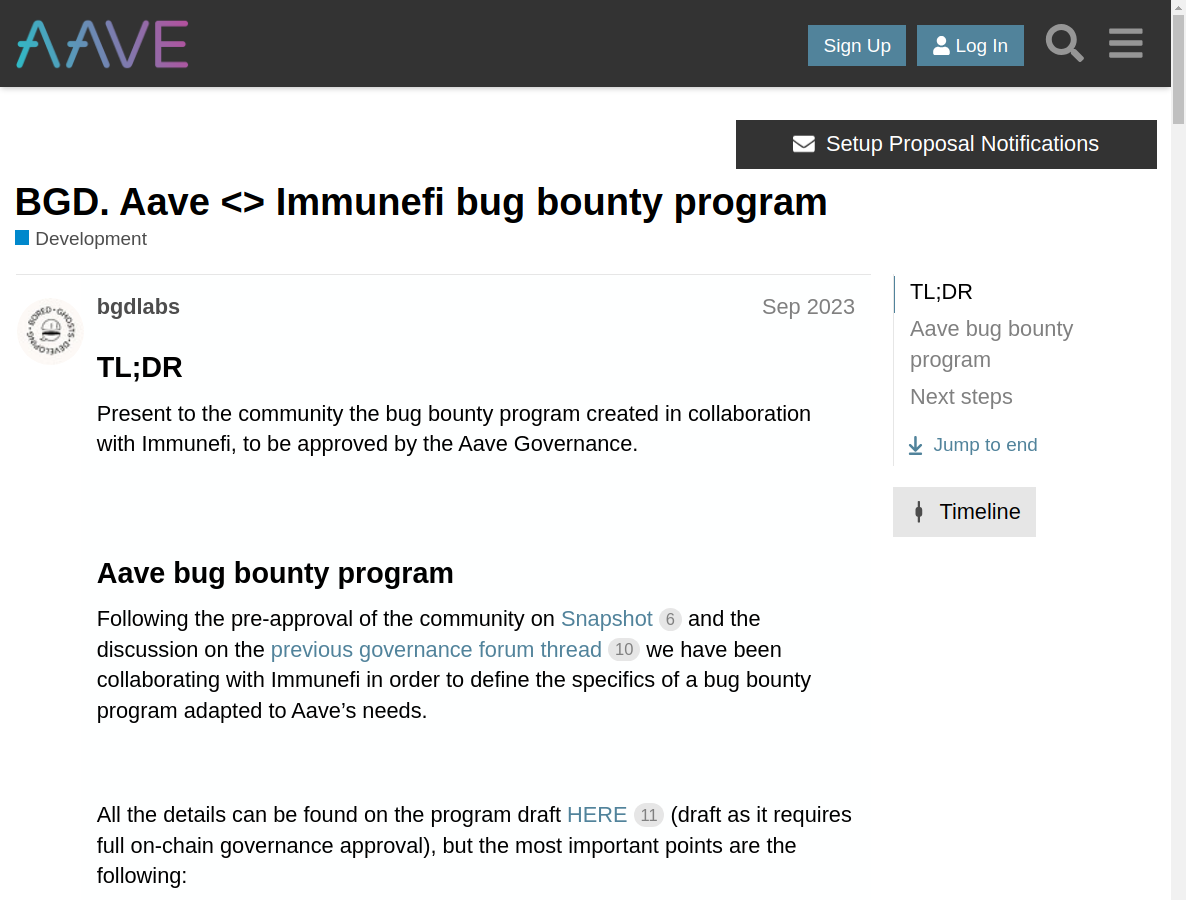 AAVE
Sign Up
Log In
Setup Proposal Notifications
BGD. Aave <> Immunefi bug bounty program
Development
bgdlabs
Sep 2023
BORED · GHOSTS · DEVELOPING ·
TL;DR
Present to the community the bug bounty program created in collaboration
with Immunefi, to be approved by the Aave Governance.
Aave bug bounty program
Following the pre-approval of the community on Snapshot 6 and the
discussion on the previous governance forum thread 10 we have been
collaborating with Immunefi in order to define the specifics of a bug bounty
program adapted to Aave’s needs.
All the details can be found on the program draft HERE 11 (draft as it requires
full on-chain governance approval), but the most important points are the
following:
TL;DR
Aave bug bounty
program
Next steps
Jump to end
Timeline